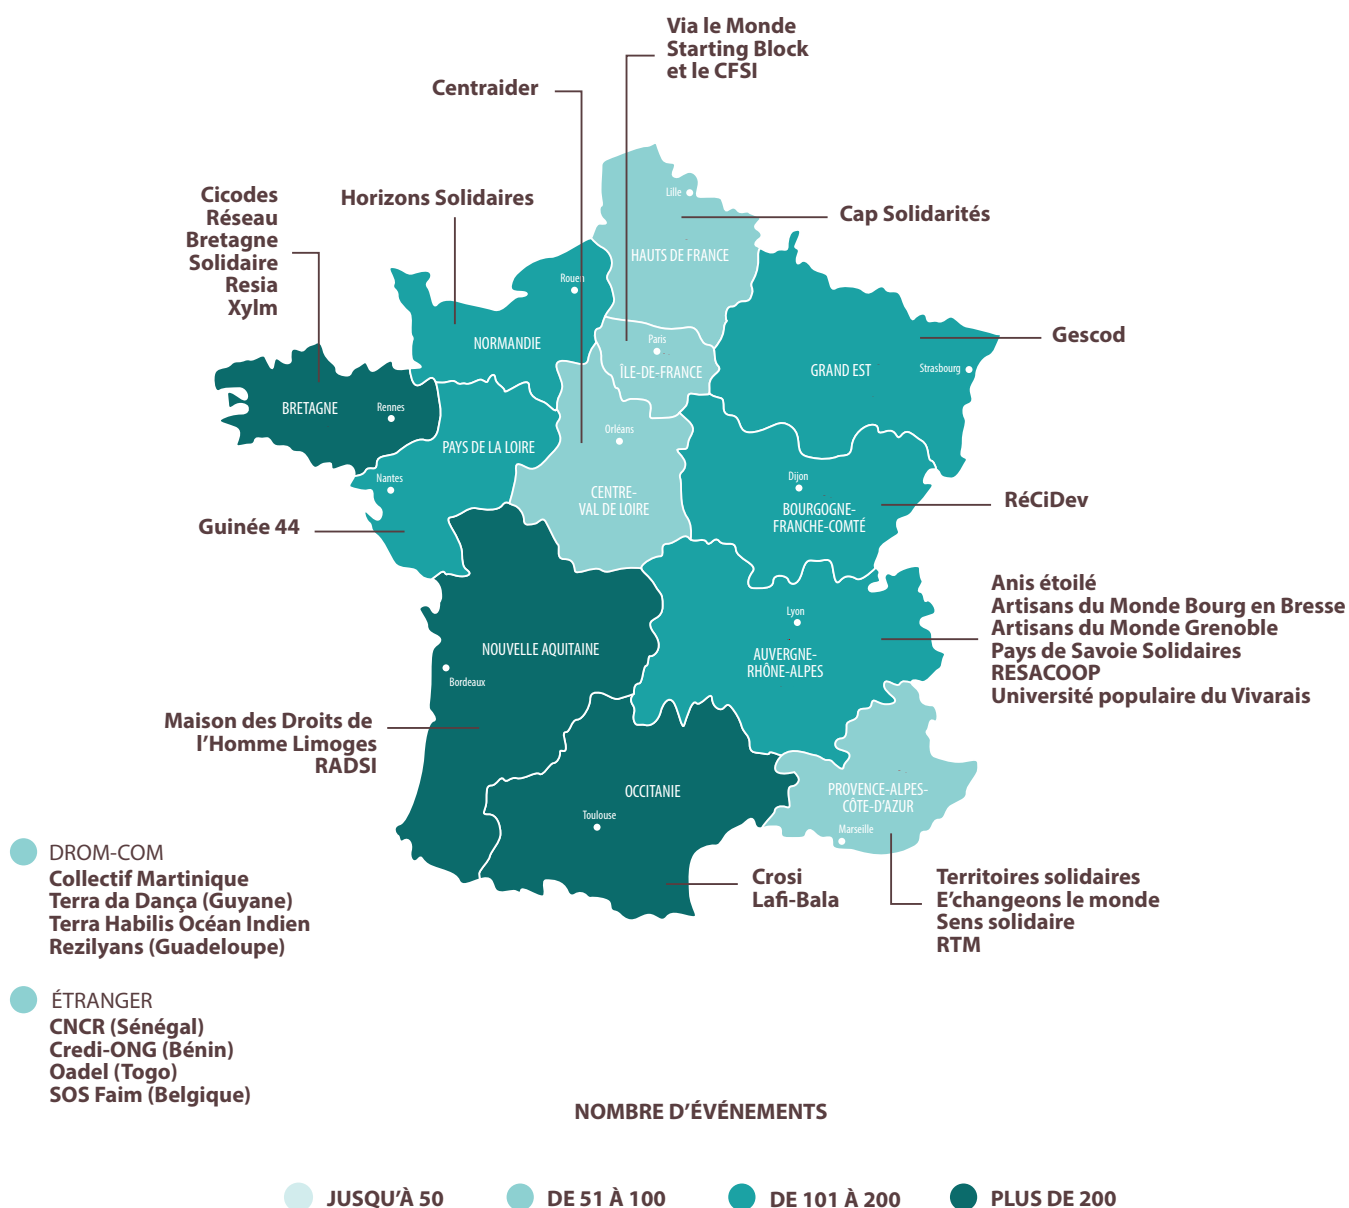 Via le Monde
Starting Block
et le CFSI
Centraider
Cicodes
Réseau
Bretagne
Solidaire
Resia
Xylm
Horizons Solidaires
Cap Solidarités
Gescod
RéCiDev
Guinée 44
Anis étoilé
Artisans du Monde Bourg en Bresse
Artisans du Monde Grenoble
Pays de Savoie Solidaires
RESACOOP
Université populaire du Vivarais
Maison des Droits de
l'Homme Limoges
RADSI
Crosi
Lafi-Bala
Territoires solidaires
E'changeons le monde
Sens solidaire
RTM
Lille
HAUTS DE FRANCE
Rouen
NORMANDIE
Paris
ÎLE-DE-FRANCE
GRAND EST
Strasbourg
BRETAGNE
Rennes
PAYS DE LA LOIRE
Nantes
Orléans
CENTRE-
VAL DE LOIRE
Dijon
BOURGOGNE-
FRANCHE-COMTÉ
NOUVELLE AQUITAINE
Bordeaux
Lyon
AUVERGNE-
RHÔNE-ALPES
OCCITANIE
Toulouse
PROVENCE-ALPES-
CÔTE-D'AZUR
Marseille
DROM-COM
Collectif Martinique
Terra da Dança (Guyane)
Terra Habilis Océan Indien
Rezilyans (Guadeloupe)
ÉTRANGER
CNCR (Sénégal)
Credi-ONG (Bénin)
Oadel (Togo)
SOS Faim (Belgique)
NOMBRE D'ÉVÉNEMENTS
JUSQU'À 50
DE 51 À 100
DE 101 À 200
PLUS DE 200